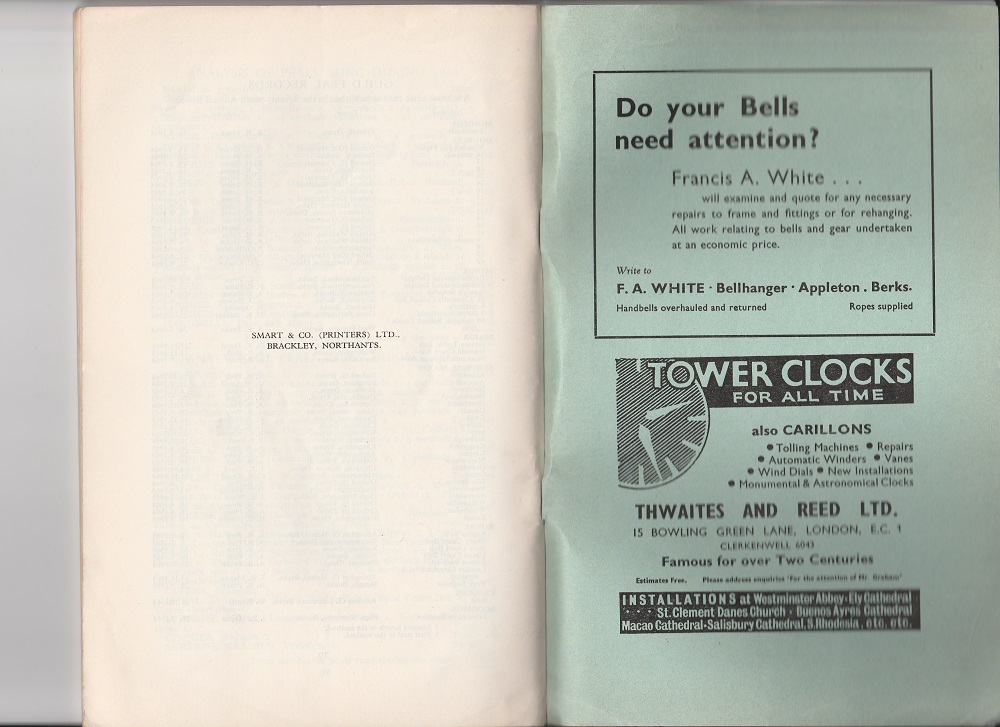 SMART & CO. (PRINTERS) LTD.,
BRACKLEY, NORTHANTS.
Do your Bells
need attention?
Francis A. White . . .
will examine and quote for any necessary
repairs to frame and fittings or for rehanging.
All work relating to bells and gear undertaken
at an economic price.
Write to
F. A. WHITE · Bellhanger · Appleton . Berks.
Handbells overhauled and returned Ropes supplied
TOWER CLOCKS
FOR ALL TIME
also CARILLONS
• Tolling Machines • Repairs
• Automatic Winders • Vanes
• Wind Dials • New Installations
• Monumental & Astronomical Clocks
THWAITES AND REED LTD.
15 BOWLING GREEN LANE, LONDON, E.C. 1
CLERKENWELL 6043
Famous for over Two Centuries
Estimates Free. Please address enquiries 'For the attention of Mr. Graham'
INSTALLATIONS at Westminster Abbey · Ely Cathedral
· · · St. Clement Danes Church · Buenos Ayres Cathedral
Macao Cathedral · Salisbury Cathedral, S. Rhodesia, etc. etc.